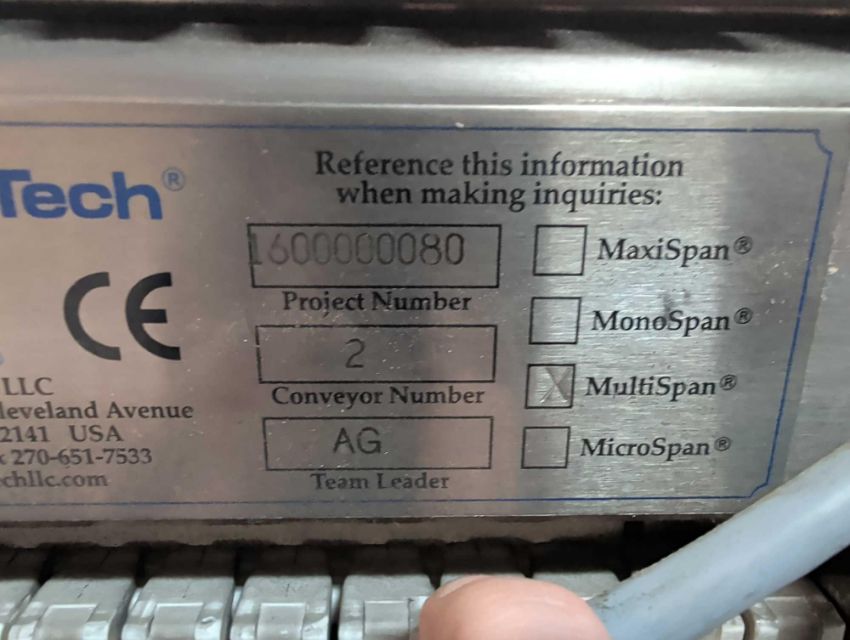 Tech®
Reference this information
when making inquiries:
1600000080
Project Number
2
Conveyor Number
AG
Team Leader
MaxiSpan®
MonoSpan®
X MultiSpan®
MicroSpan®
CE
LLC
leveland Avenue
2141 USA
270-651-7533
chllc.com